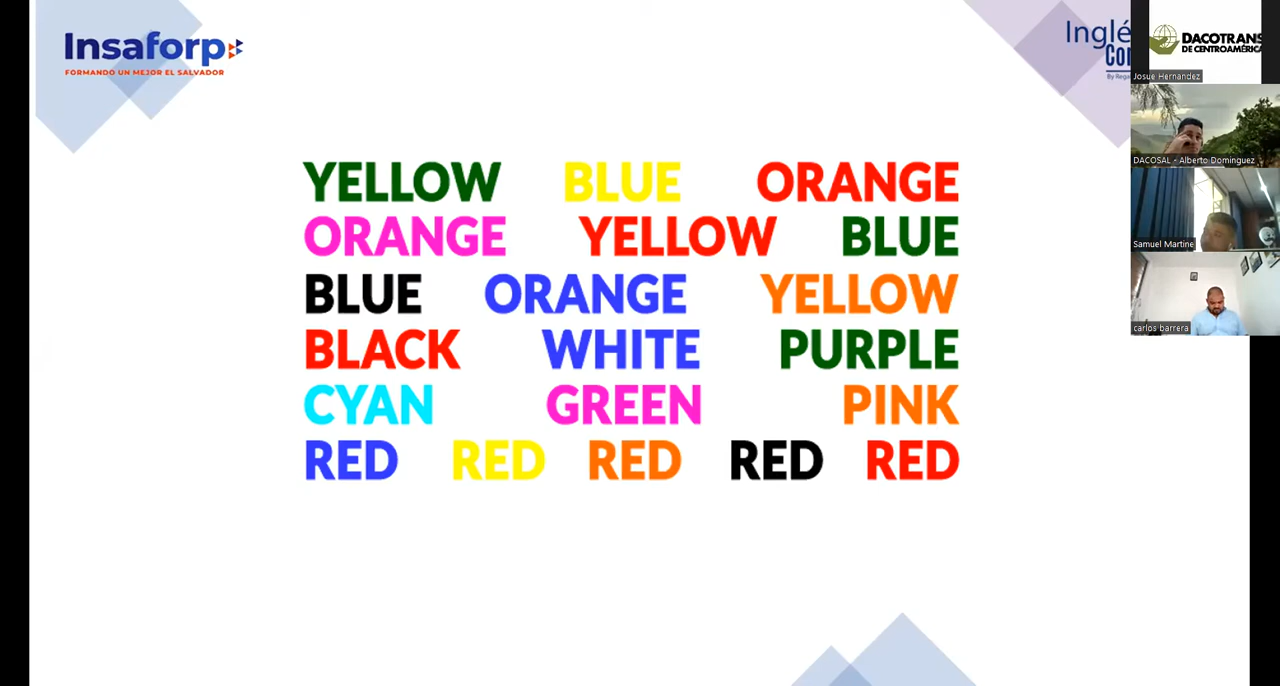 Insaforp
FORMANDO UN MEJOR EL SALVADOR
DACOTRANS
DE CENTROAMÉRICA
Josue Hernandez
DACOSAL - Alberto Dominguez
Samuel Martine
carlos barrera
YELLOW BLUE ORANGE
ORANGE YELLOW BLUE
BLUE ORANGE YELLOW
BLACK WHITE PURPLE
CYAN GREEN PINK
RED RED RED RED RED